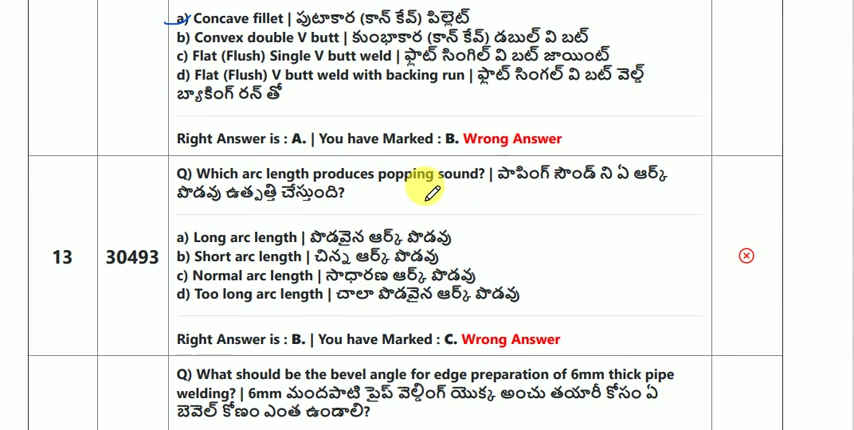 a) Concave fillet | పుటాకార (కాన్ కేవ్) పిల్లెట్
b) Convex double V butt | కుంభాకార (కాన్ కేవ్) డబుల్ వి బట్
c) Flat (Flush) Single V butt weld | ఫ్లాట్ సింగిల్ వి బట్ జాయింట్
d) Flat (Flush) V butt weld with backing run | ఫ్లాట్ సింగల్ వి బట్ వెల్డ్
బ్యాకింగ్ రన్ తో
Right Answer is : A. | You have Marked : B. Wrong Answer
Q) Which arc length produces popping sound? | పాపింగ్ సౌండ్ ని ఏ ఆర్క్
పొడవు ఉత్పత్తి చేస్తుంది?
13
30493
a) Long arc length | పొడవైన ఆర్క్ పొడవు
b) Short arc length | చిన్న ఆర్క్ పొడవు
c) Normal arc length | సాధారణ ఆర్క్ పొడవు
d) Too long arc length | చాలా పొడవైన ఆర్క్ పొడవు
Right Answer is : B. | You have Marked : C. Wrong Answer
Q) What should be the bevel angle for edge preparation of 6mm thick pipe
welding? | 6mm మందపాటి పైప్ వెల్డింగ్ యొక్క అంచు తయారీ కోసం ఏ
బెవెల్ కోణం ఎంత ఉండాలి?